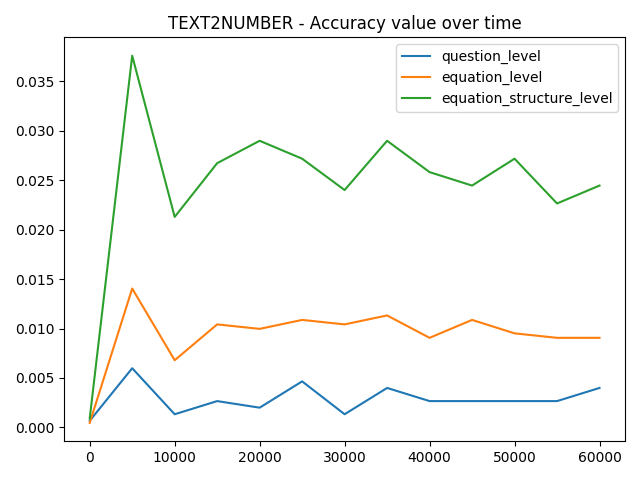 TEXT2NUMBER - Accuracy value over time
question_level
equation_level
equation_structure_level
0.035
0.030
0.025
0.020
0.015
0.010
0.005
0.000
0 10000 20000 30000 40000 50000 60000